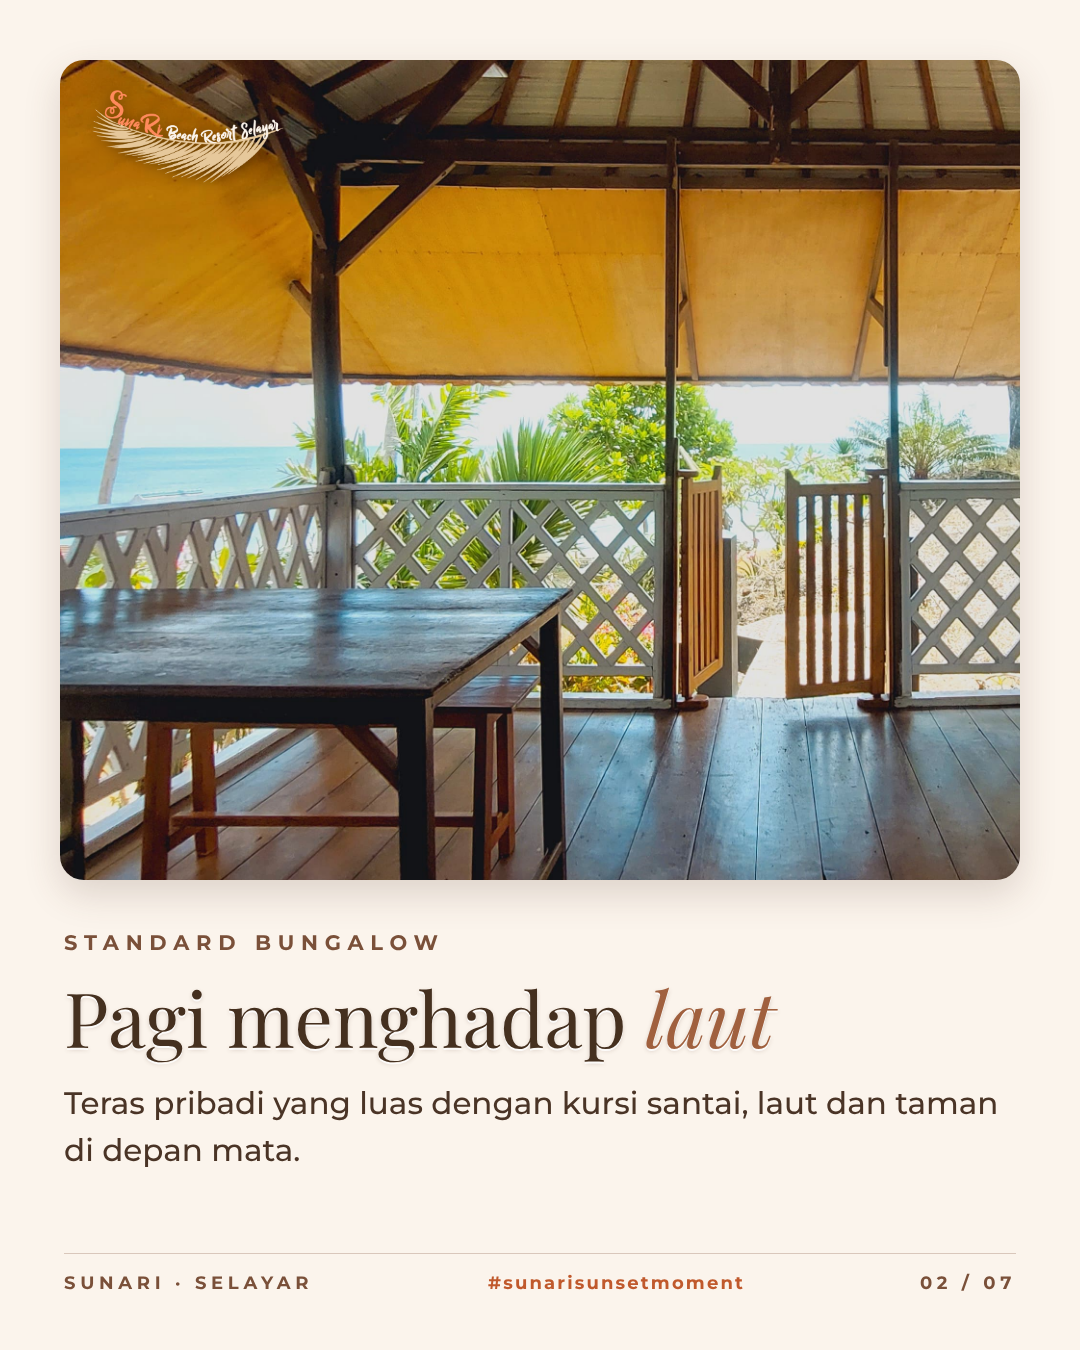 SunaRi Beach Resort Selayar
STANDARD BUNGALOW
Pagi menghadap laut
Teras pribadi yang luas dengan kursi santai, laut dan taman
di depan mata.
SUNARI · SELAYAR
#sunarisunsetmoment
02 / 07